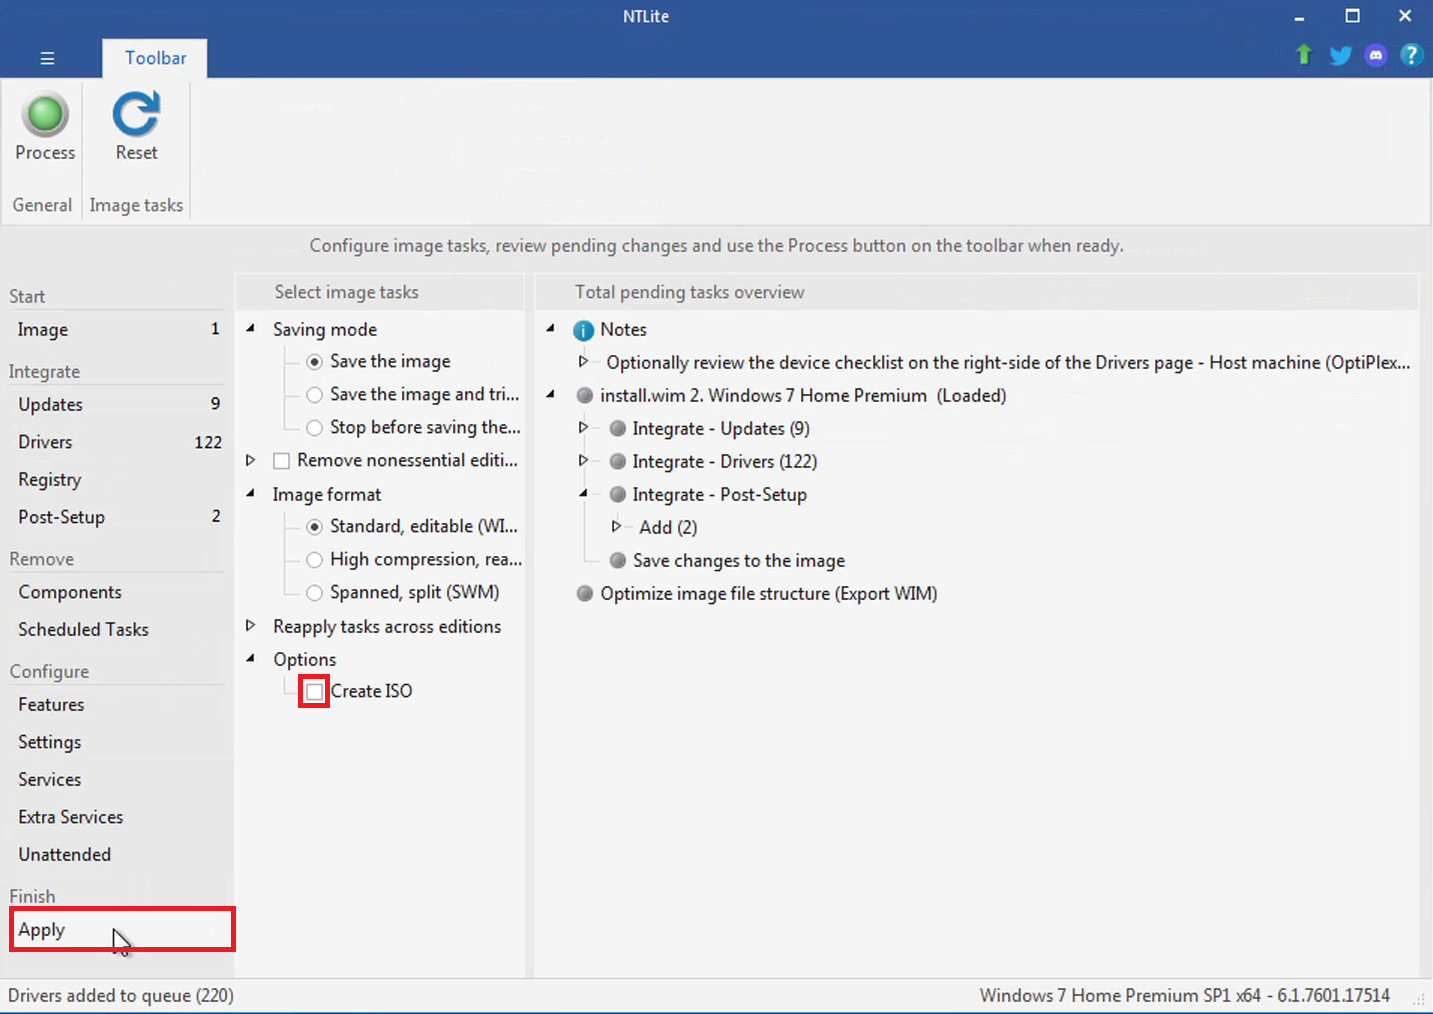 NTLite
Toolbar
Process
Reset
General
Image tasks
Configure image tasks, review pending changes and use the Process button on the toolbar when ready.
Start
Image 1
Integrate
Updates 9
Drivers 122
Registry
Post-Setup 2
Remove
Components
Scheduled Tasks
Configure
Features
Settings
Services
Extra Services
Unattended
Finish
Apply
Select image tasks
Saving mode
Save the image
Save the image and tri...
Stop before saving the...
Remove nonessential editi...
Image format
Standard, editable (WI...
High compression, rea...
Spanned, split (SWM)
Reapply tasks across editions
Options
Create ISO
Total pending tasks overview
Notes
Optionally review the device checklist on the right-side of the Drivers page - Host machine (OptiPlex...
install.wim 2. Windows 7 Home Premium (Loaded)
Integrate - Updates (9)
Integrate - Drivers (122)
Integrate - Post-Setup
Add (2)
Save changes to the image
Optimize image file structure (Export WIM)
Drivers added to queue (220)
Windows 7 Home Premium SP1 x64 - 6.1.7601.17514